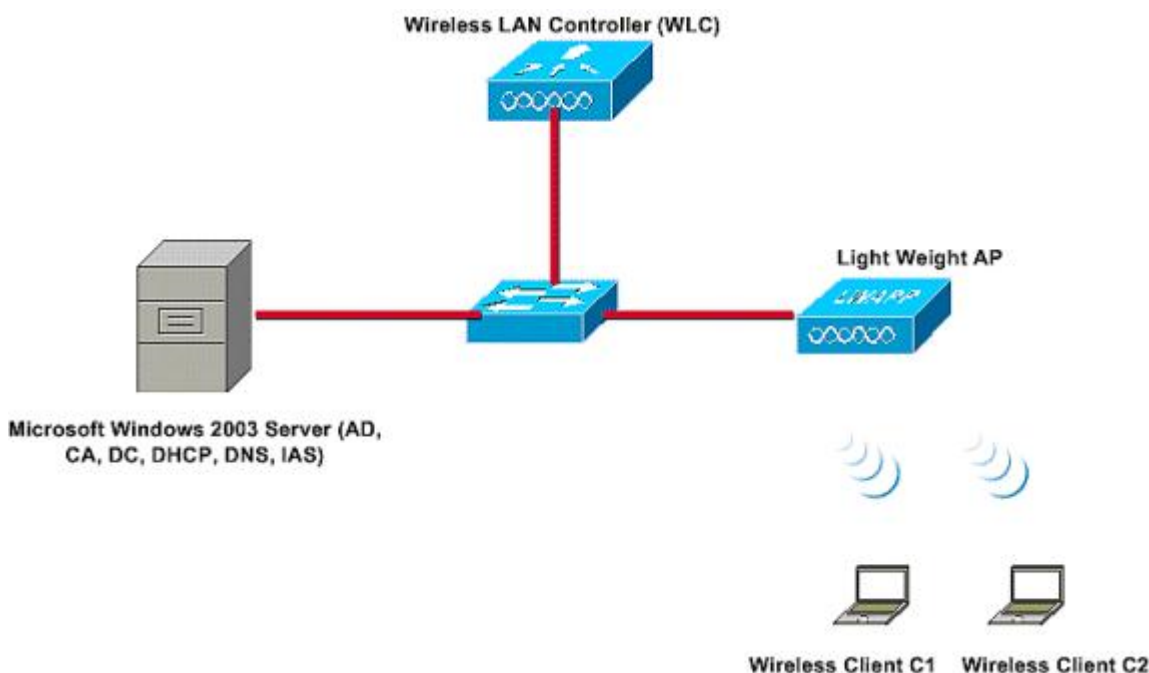 Wireless LAN Controller (WLC)
Light Weight AP
LWAPP
Microsoft Windows 2003 Server (AD,
CA, DC, DHCP, DNS, IAS)
Wireless Client C1
Wireless Client C2